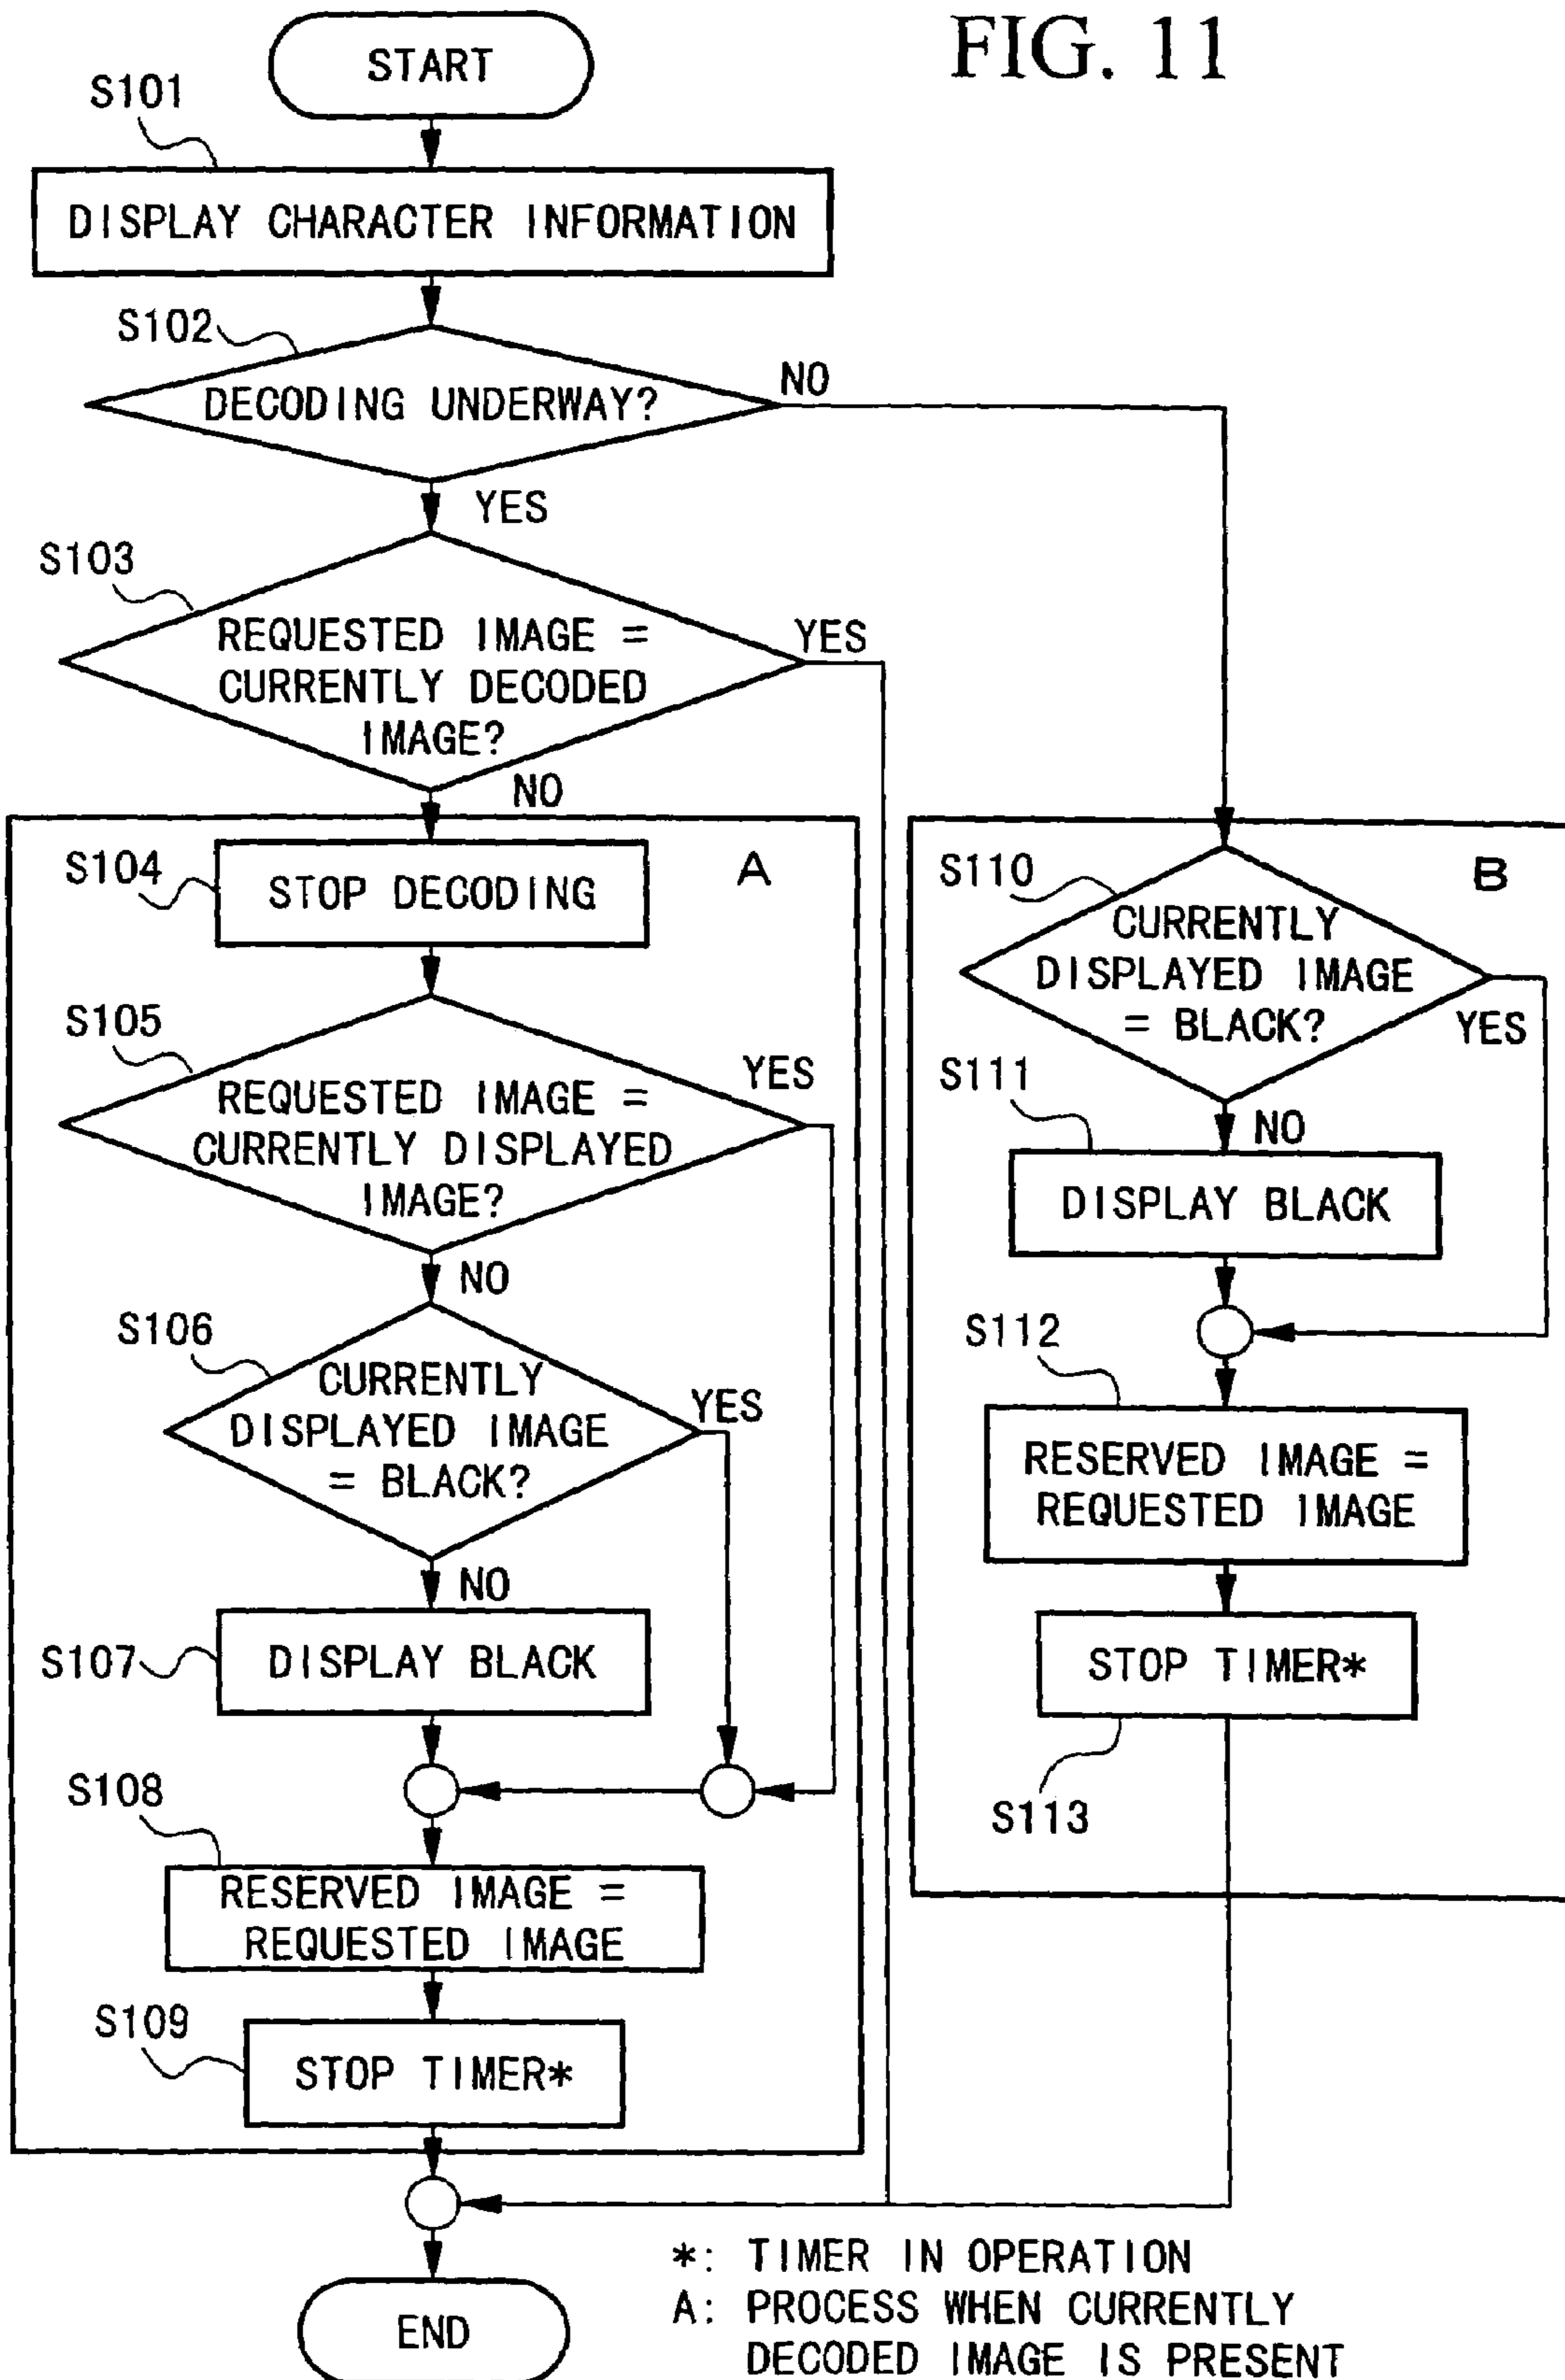 FIG. 11
START
S101
DISPLAY CHARACTER INFORMATION
S102
DECODING UNDERWAY?
NO
YES
S103
REQUESTED IMAGE =
CURRENTLY DECODED
IMAGE?
YES
NO
A
S104
STOP DECODING
S105
REQUESTED IMAGE =
CURRENTLY DISPLAYED
IMAGE?
YES
NO
S106
CURRENTLY
DISPLAYED IMAGE
= BLACK?
YES
NO
S107
DISPLAY BLACK
S108
RESERVED IMAGE =
REQUESTED IMAGE
S109
STOP TIMER*
B
S110
CURRENTLY
DISPLAYED IMAGE
= BLACK?
YES
NO
S111
DISPLAY BLACK
S112
RESERVED IMAGE =
REQUESTED IMAGE
STOP TIMER*
S113
END
*: TIMER IN OPERATION
A: PROCESS WHEN CURRENTLY
DECODED IMAGE IS PRESENT